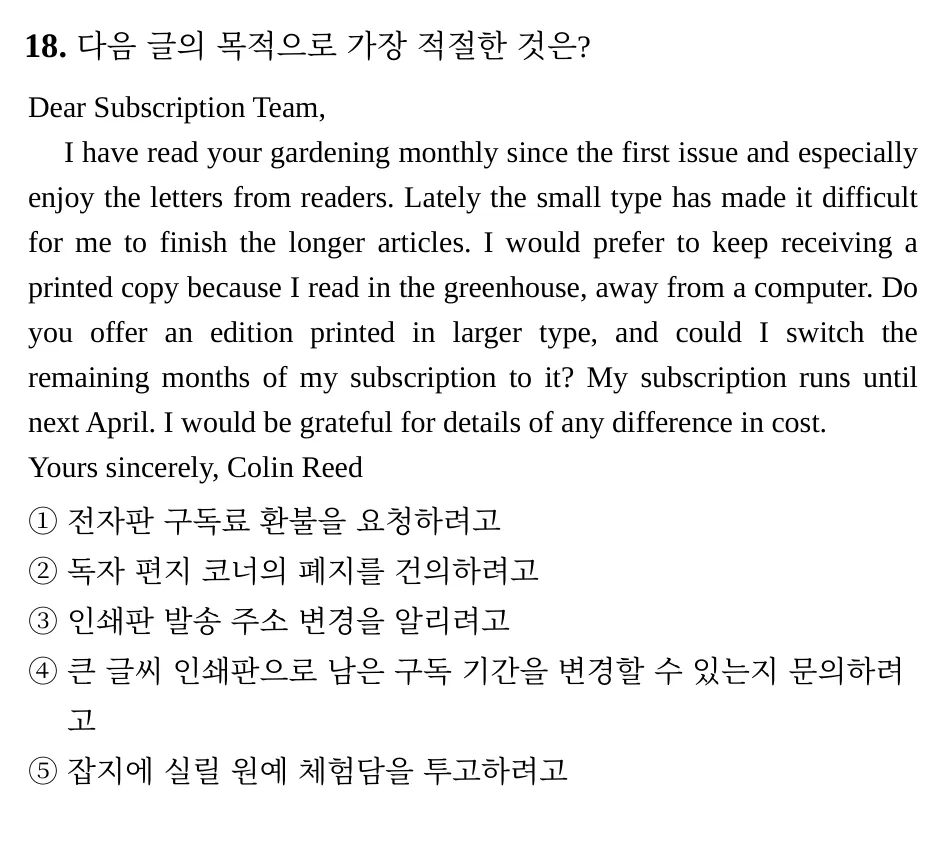 18. 다음 글의 목적으로 가장 적절한 것은?
Dear Subscription Team,
I have read your gardening monthly since the first issue and especially
enjoy the letters from readers. Lately the small type has made it difficult
for me to finish the longer articles. I would prefer to keep receiving a
printed copy because I read in the greenhouse, away from a computer. Do
you offer an edition printed in larger type, and could I switch the
remaining months of my subscription to it? My subscription runs until
next April. I would be grateful for details of any difference in cost.
Yours sincerely, Colin Reed
① 전자판 구독료 환불을 요청하려고
② 독자 편지 코너의 폐지를 건의하려고
③ 인쇄판 발송 주소 변경을 알리려고
④ 큰 글씨 인쇄판으로 남은 구독 기간을 변경할 수 있는지 문의하려
고
⑤ 잡지에 실릴 원예 체험담을 투고하려고